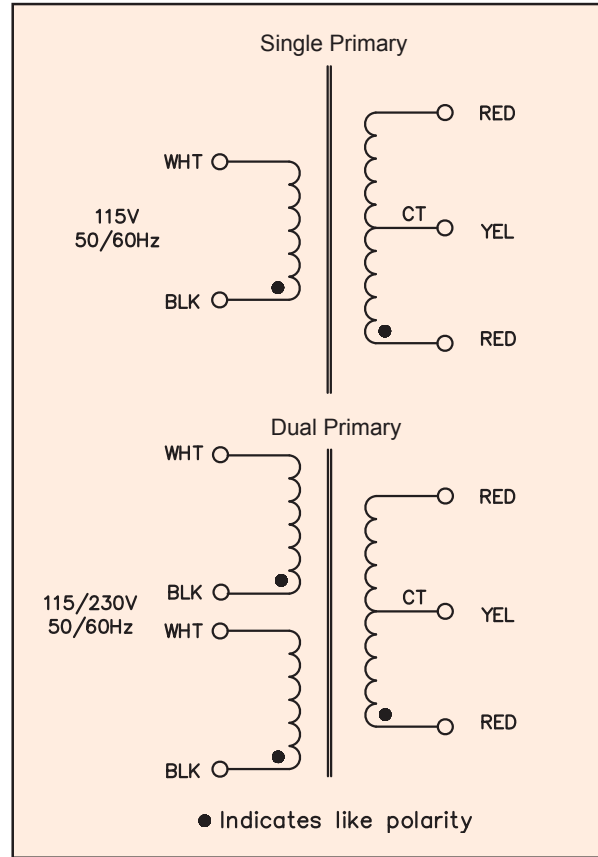 Single Primary
RED
WHT
115V
50/60Hz
CT
YEL
BLK
RED
Dual Primary
WHT
RED
BLK
115/230V
50/60Hz
CT
YEL
WHT
RED
BLK
Indicates like polarity